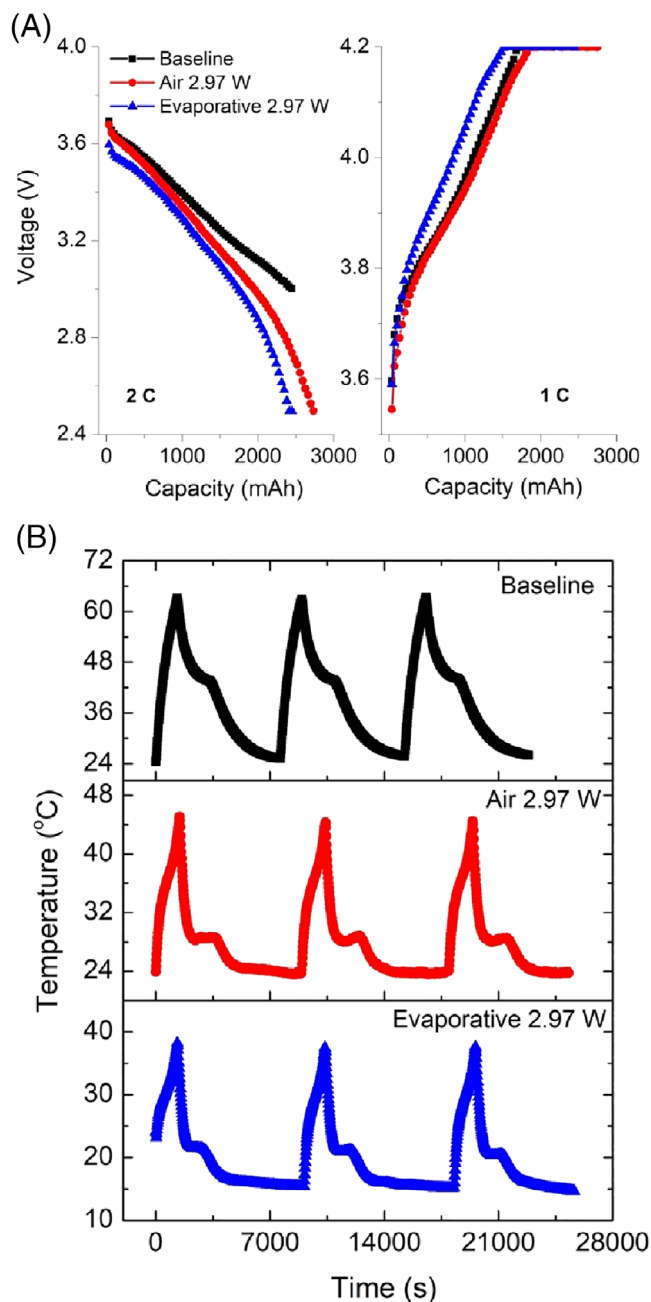 (A)
4.0
3.6
3.2
2.8
2.4
Voltage (V)
Baseline
Air 2.97 W
Evaporative 2.97 W
2 C
0 1000 2000 3000
Capacity (mAh)
4.2
4.0
3.8
3.6
1 C
0 1000 2000 3000
Capacity (mAh)
(B)
Temperature (°C)
72
60
48
36
24
Baseline
48
44
36
28
24
Air 2.97 W
40
30
20
10
Evaporative 2.97 W
0 7000 14000 21000 28000
Time (s)